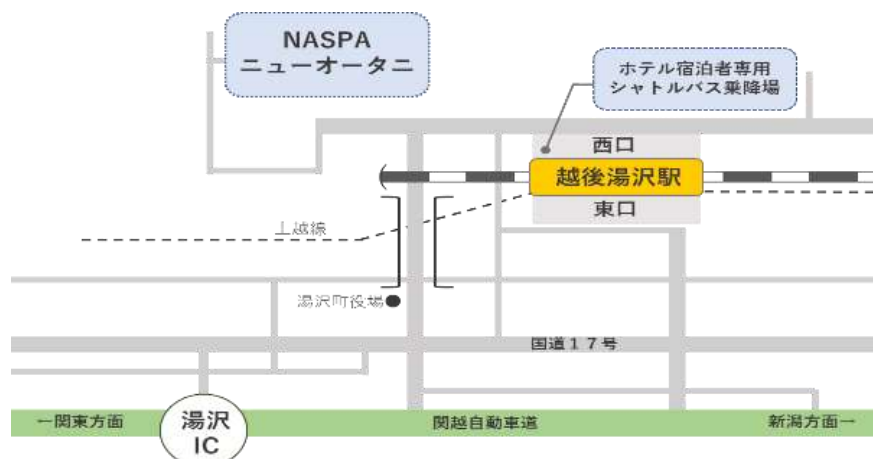 NASPA
ニューオータニ
ホテル宿泊者専用
シャトルバス乗降場
西口
越後湯沢駅
東口
上越線
湯沢町役場
国道１７号
←関東方面
湯沢
IC
関越自動車道
新潟方面→